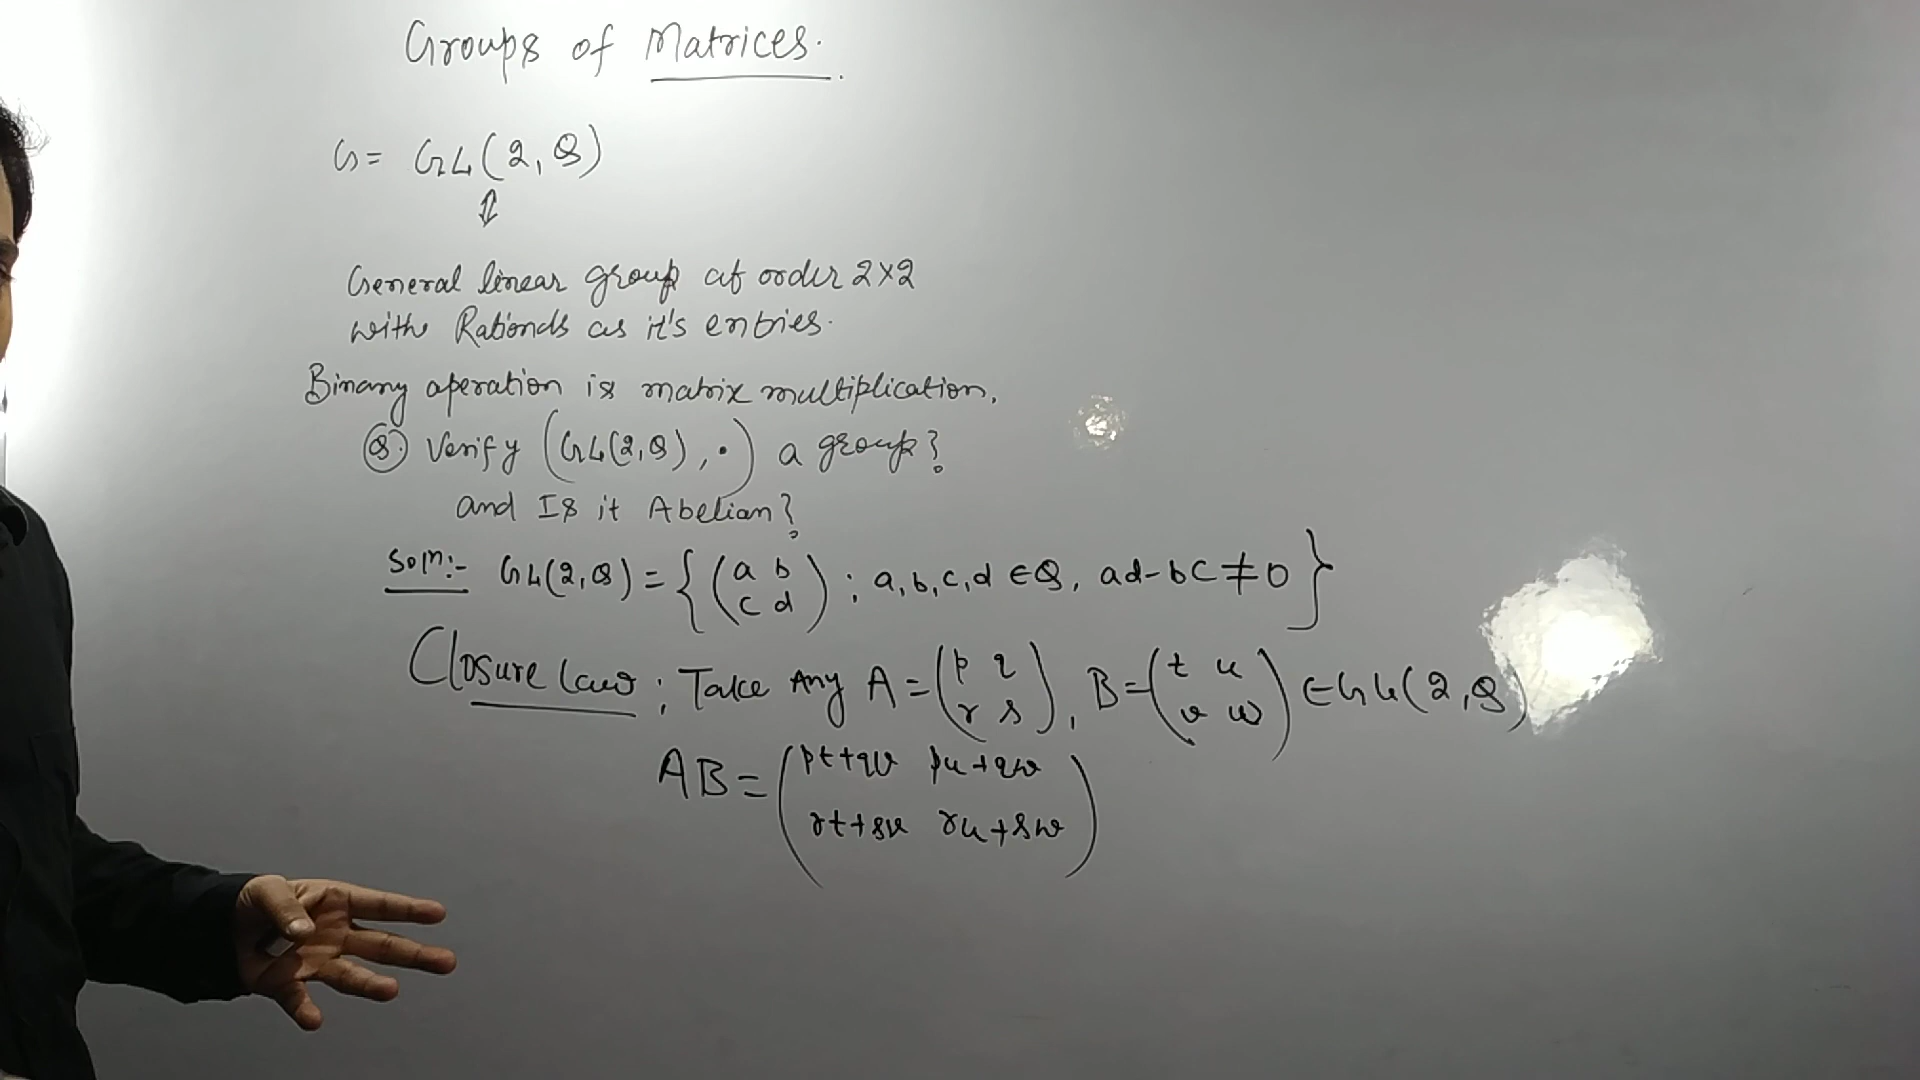 Groups of Matrices.
G = GL(2, Q)
⇕
General linear group of order 2×2
with Rationals as it's entries.
Binary operation is matrix multiplication.
Q. Verify (GL(2,Q), ·) a group?
and Is it Abelian?
Soln:- GL(2,Q) = { (a b; c d) ; a,b,c,d ∈ Q, ad-bc ≠ 0 }
Closure law ; Take Any A = (p q; r s), B = (t u; v w) ∈ GL(2,Q)
AB = (pt+qv pu+qw; rt+sv ru+sw)